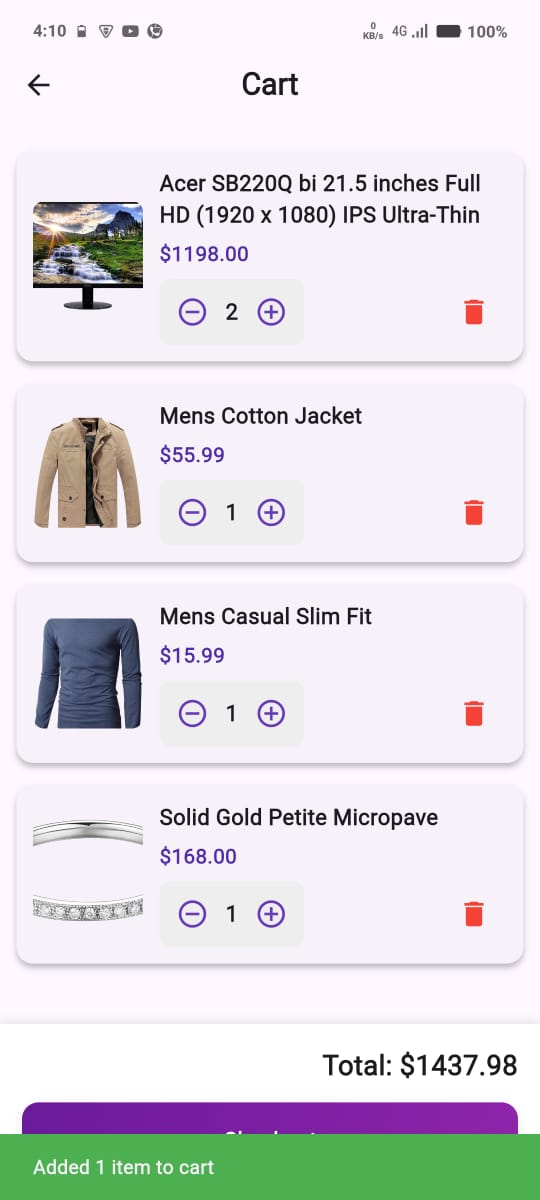 4:10
0
KB/s
4G
100%
Cart
Acer SB220Q bi 21.5 inches Full
HD (1920 x 1080) IPS Ultra-Thin
$1198.00
2
Mens Cotton Jacket
$55.99
1
Mens Casual Slim Fit
$15.99
1
Solid Gold Petite Micropave
$168.00
1
Total: $1437.98
Added 1 item to cart